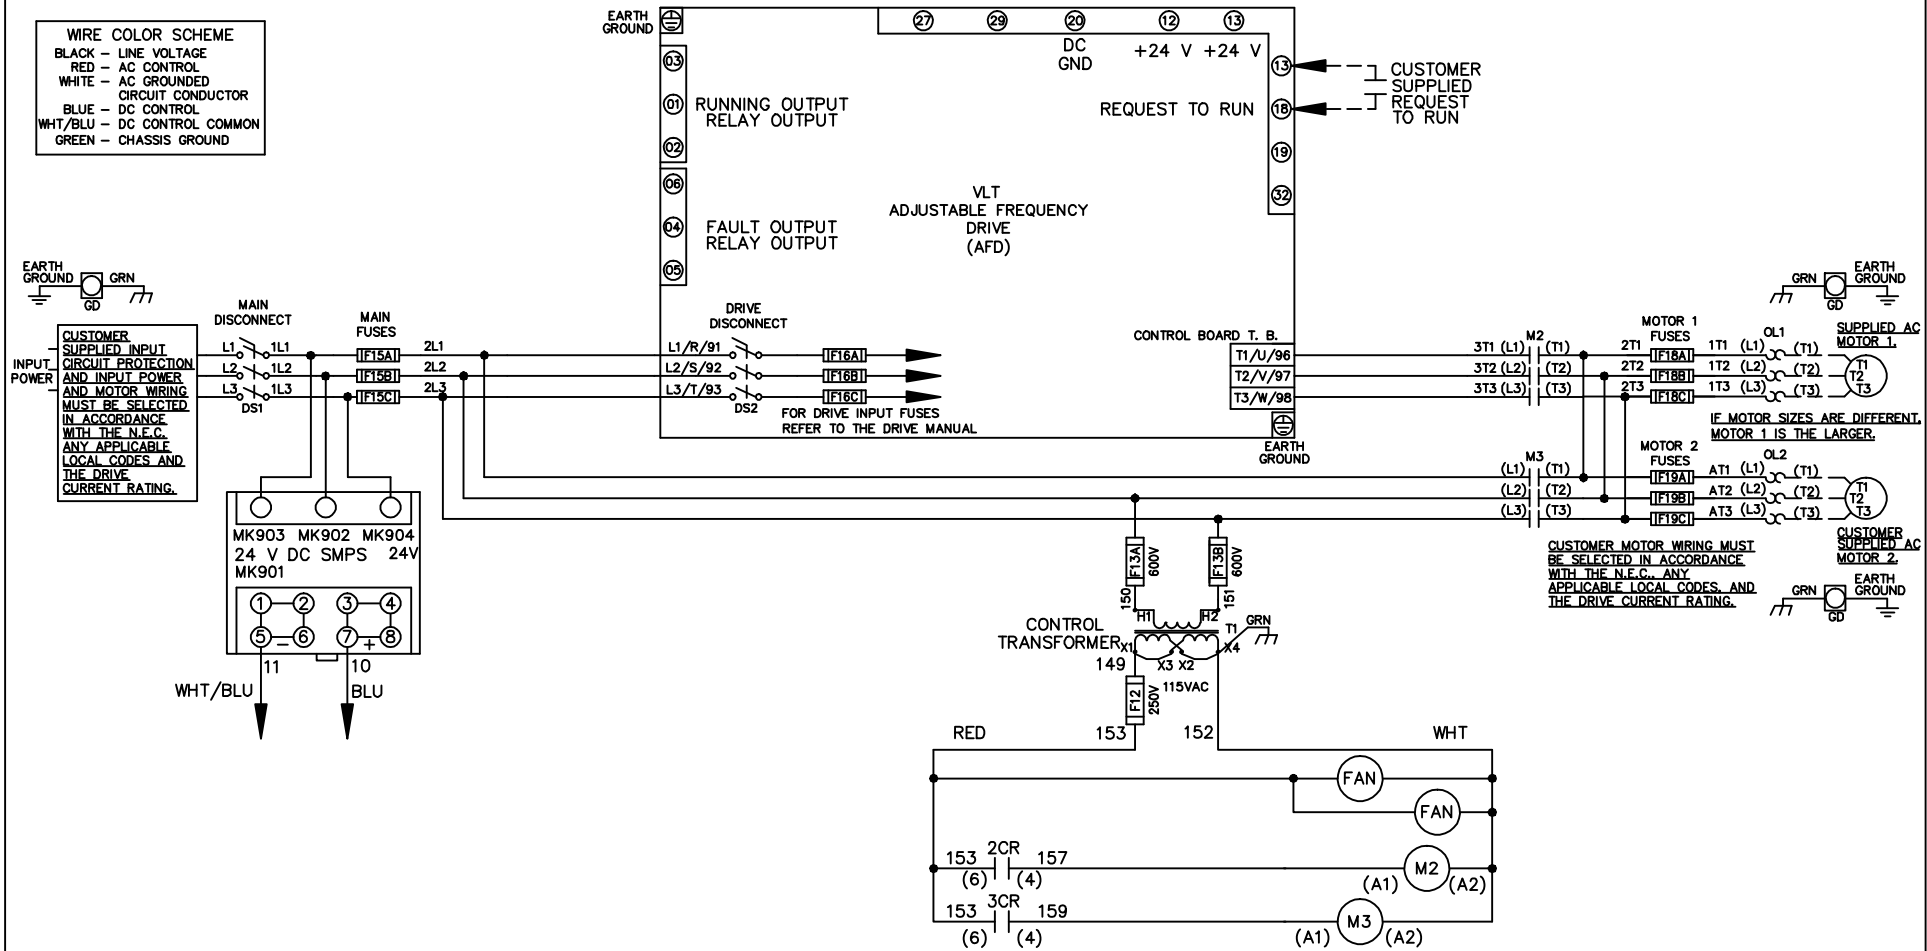 WIRE COLOR SCHEME
BLACK – LINE VOLTAGE
RED – AC CONTROL
WHITE – AC GROUNDED
CIRCUIT CONDUCTOR
BLUE – DC CONTROL
WHT/BLU – DC CONTROL COMMON
GREEN – CHASSIS GROUND
EARTH
GROUND
27 29 20 12 13
DC
GND
+24 V +24 V
03
01
02
RUNNING OUTPUT
RELAY OUTPUT
06
04
05
FAULT OUTPUT
RELAY OUTPUT
VLT
ADJUSTABLE FREQUENCY
DRIVE
(AFD)
REQUEST TO RUN
13
18
19
32
CUSTOMER
SUPPLIED
REQUEST
TO RUN
EARTH
GROUND
GRN
GD
INPUT
POWER
CUSTOMER
SUPPLIED INPUT
CIRCUIT PROTECTION
AND INPUT POWER
AND MOTOR WIRING
MUST BE SELECTED
IN ACCORDANCE
WITH THE N.E.C.
ANY APPLICABLE
LOCAL CODES AND
THE DRIVE
CURRENT RATING.
MAIN
DISCONNECT
L1 1L1
L2 1L2
L3 1L3
DS1
MAIN
FUSES
F15A 2L1
F15B 2L2
F15C 2L3
DRIVE
DISCONNECT
L1/R/91
L2/S/92
L3/T/93
DS2
F16A
F16B
F16C
FOR DRIVE INPUT FUSES
REFER TO THE DRIVE MANUAL
CONTROL BOARD T. B.
T1/U/96
T2/V/97
T3/W/98
EARTH
GROUND
M2
3T1 (L1) (T1)
3T2 (L2) (T2)
3T3 (L3) (T3)
MOTOR 1
FUSES
2T1 F18A 1T1 (L1)
2T2 F18B 1T2 (L2)
2T3 F18C 1T3 (L3)
OL1
(T1)
(T2)
(T3)
T1
T2
T3
GRN
GD
EARTH
GROUND
SUPPLIED AC
MOTOR 1.
IF MOTOR SIZES ARE DIFFERENT,
MOTOR 1 IS THE LARGER.
M3
(L1) (T1)
(L2) (T2)
(L3) (T3)
MOTOR 2
FUSES
F19A AT1 (L1)
F19B AT2 (L2)
F19C AT3 (L3)
OL2
(T1)
(T2)
(T3)
T1
T2
T3
CUSTOMER
SUPPLIED AC
MOTOR 2.
CUSTOMER MOTOR WIRING MUST
BE SELECTED IN ACCORDANCE
WITH THE N.E.C., ANY
APPLICABLE LOCAL CODES, AND
THE DRIVE CURRENT RATING.
GRN
GD
EARTH
GROUND
MK903 MK902 MK904
24 V DC SMPS 24V
MK901
1 2 3 4
5 – 6 7 + 8
11 10
WHT/BLU BLU
F13A 600V
F13B 600V
150 151
H1 H2
CONTROL
TRANSFORMER
T1
GRN
X1 X3 X2 X4
149
115VAC
F12 250V
153 152
RED WHT
FAN
FAN
153 2CR 157
(6) (4)
M2
(A1) (A2)
153 3CR 159
(6) (4)
M3
(A1) (A2)